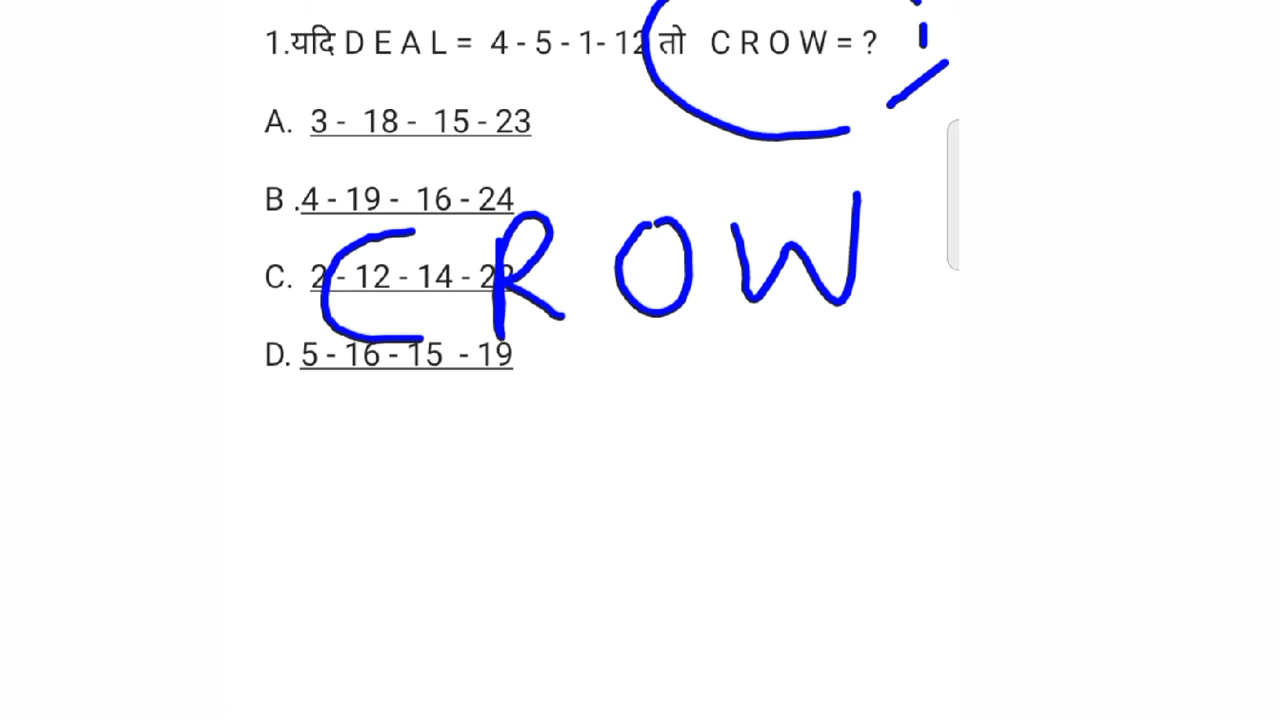 1.यदि D E A L = 4 - 5 - 1- 12 तो C R O W = ?
A. 3 - 18 - 15 - 23
B .4 - 19 - 16 - 24
C. 2 - 12 - 14 - 22
C R O W
D. 5 - 16 - 15 - 19